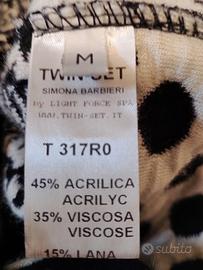 M
TWIN-SET
SIMONA BARBIERI
by LIGHT FORCE SPA
WWW.TWIN-SET.IT
T 317R0
45% ACRILICA
ACRILYC
35% VISCOSA
VISCOSE
15% LANA
subito